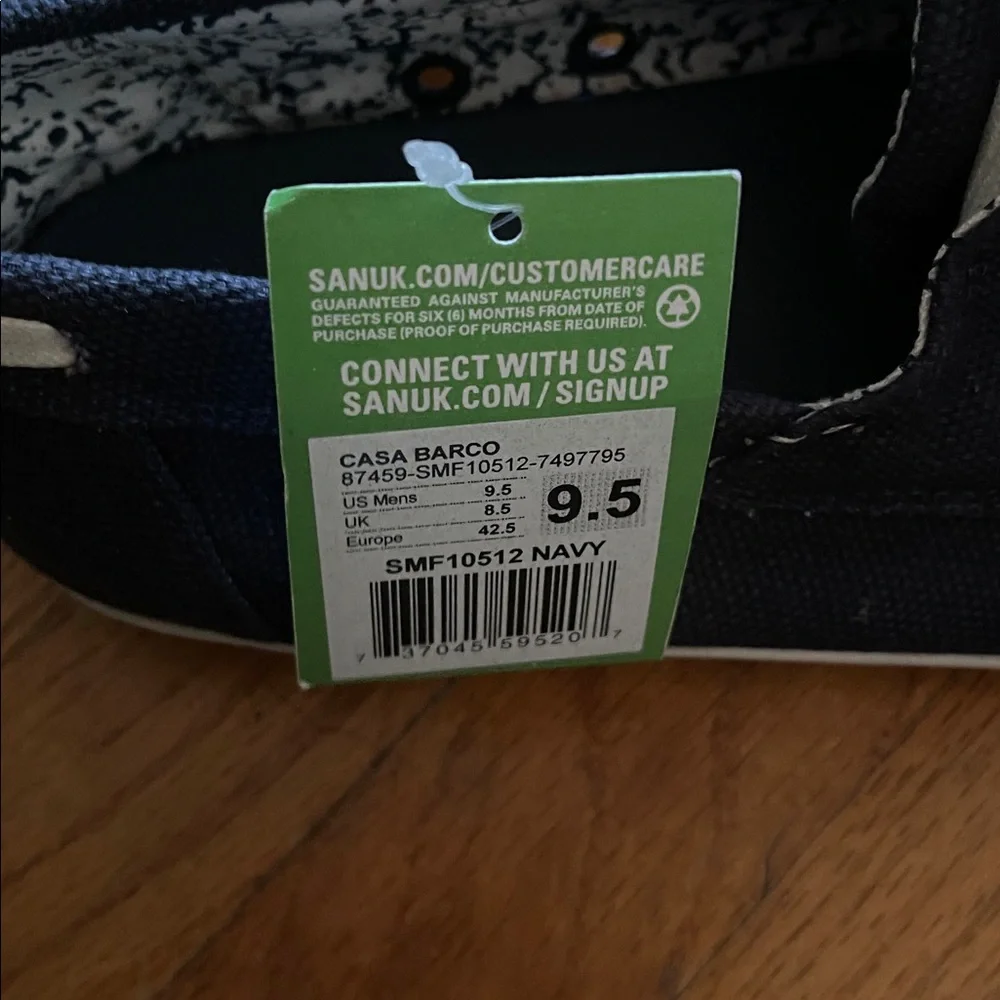 SANUK.COM/CUSTOMERCARE
GUARANTEED AGAINST MANUFACTURER'S
DEFECTS FOR SIX (6) MONTHS FROM DATE OF
PURCHASE (PROOF OF PURCHASE REQUIRED).
CONNECT WITH US AT
SANUK.COM/SIGNUP
CASA BARCO
87459-SMF10512-7497795
US Mens 9.5
UK 8.5
Europe 42.5
9.5
SMF10512 NAVY
7 37045 59520 7